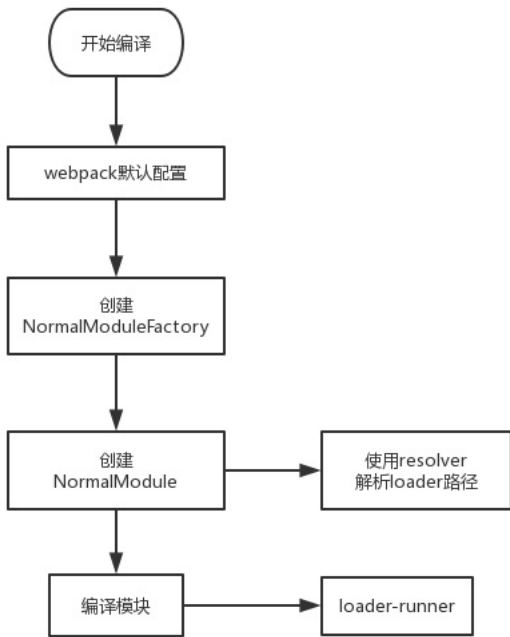 开始编译
webpack默认配置
创建
NormalModuleFactory
创建
NormalModule
使用resolver
解析loader路径
编译模块
loader-runner